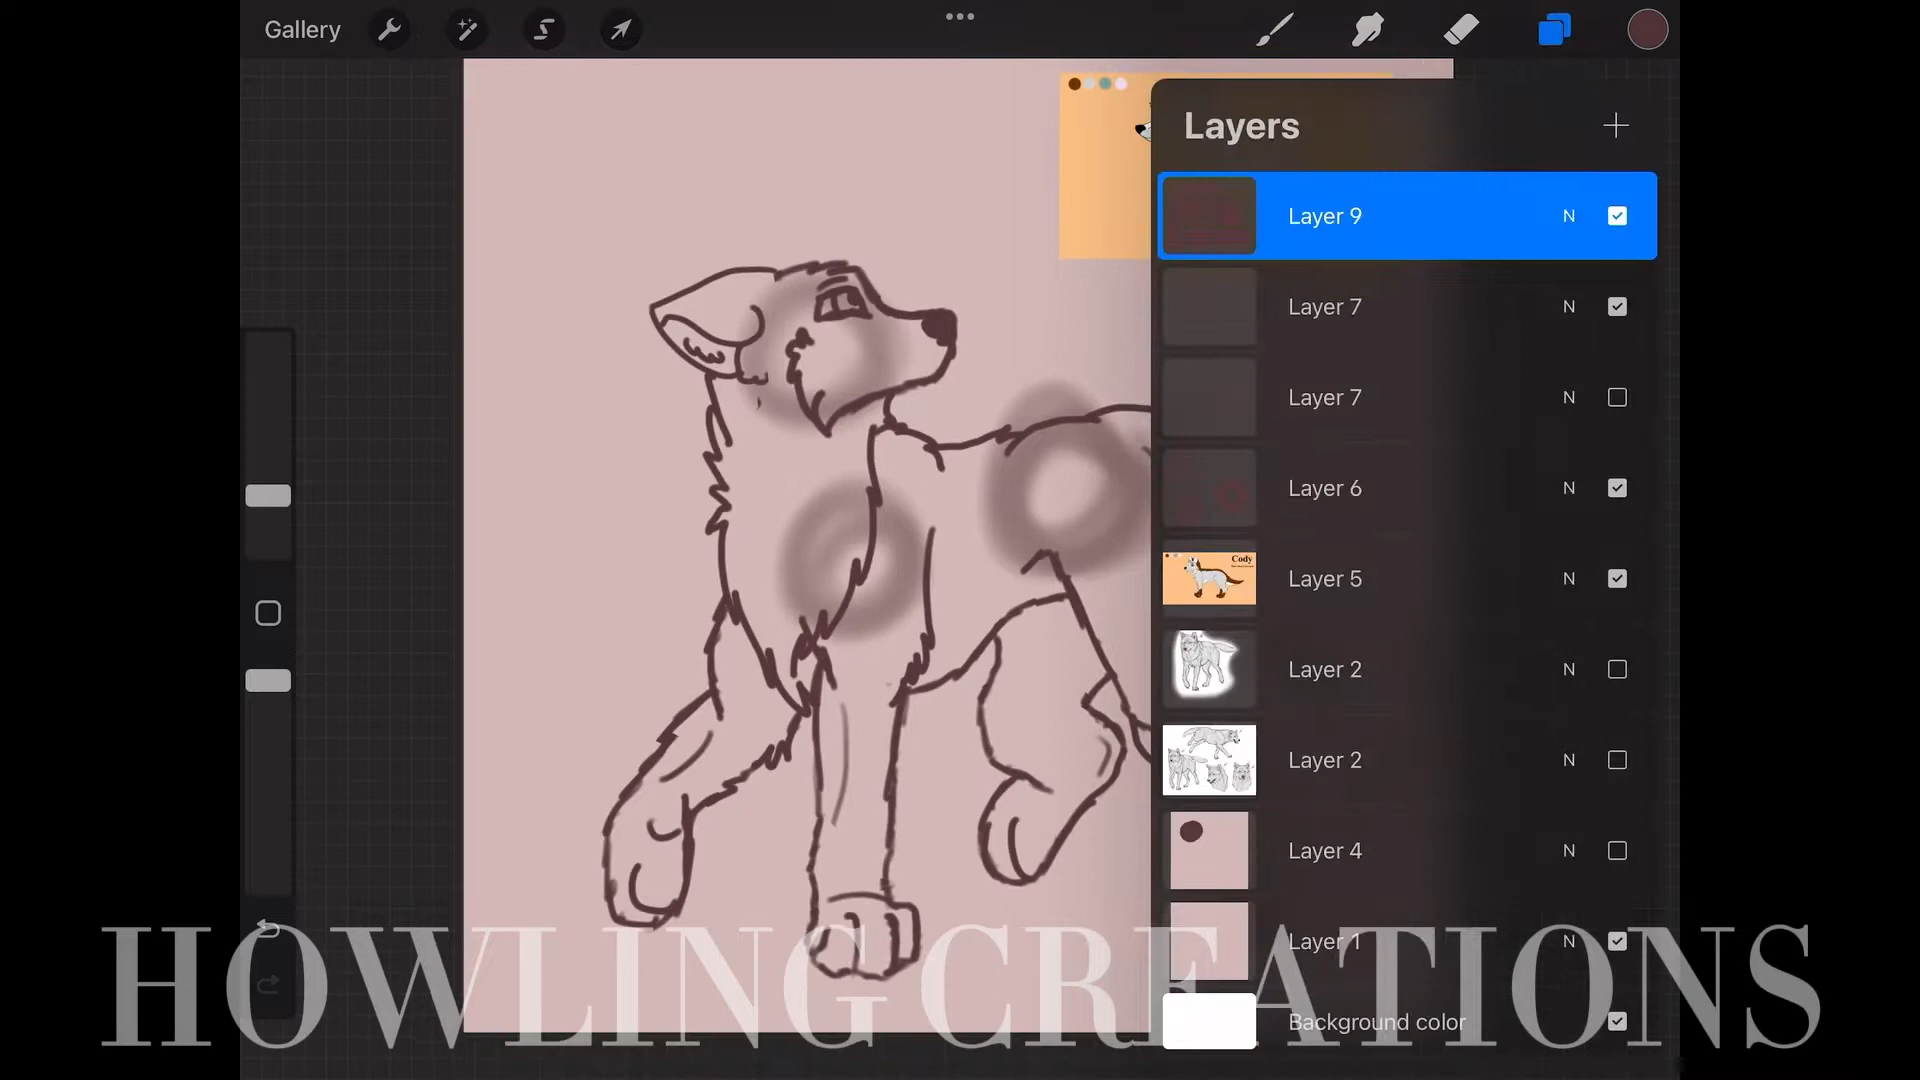 Gallery
Layers
Layer 9 N
Layer 7 N
Layer 7 N
Layer 6 N
Cody
Layer 5 N
Layer 2 N
Layer 2 N
Layer 4 N
Layer 1 N
HOWLING CREATIONS
Background color